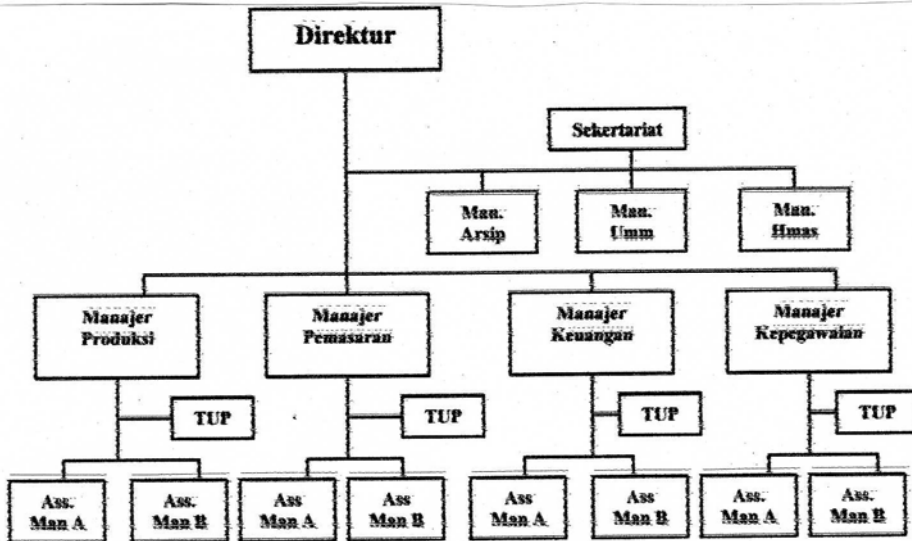 Direktur
Sekertariat
Man.
Arsip
Man.
Umm
Man.
Hmas
Manajer
Produksi
Manajer
Pemasaran
Manajer
Keuangan
Manajer
Kepegawaian
TUP
TUP
TUP
TUP
Ass.
Man A
Ass.
Man B
Ass
Man A
Ass
Man B
Ass
Man A
Ass
Man B
Ass.
Man A
Ass.
Man B